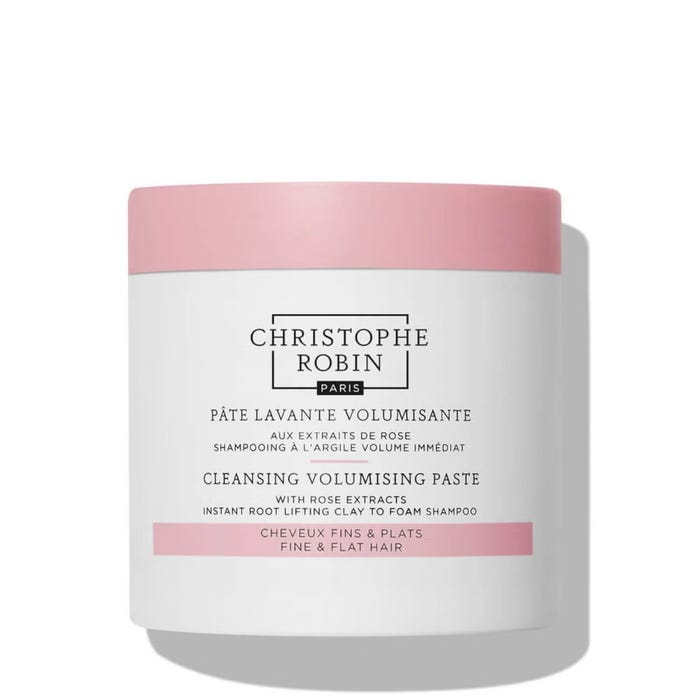 CHRISTOPHE
ROBIN
PARIS
PÂTE LAVANTE VOLUMISANTE
AUX EXTRAITS DE ROSE
SHAMPOOING À L'ARGILE VOLUME IMMÉDIAT
CLEANSING VOLUMISING PASTE
WITH ROSE EXTRACTS
INSTANT ROOT LIFTING CLAY TO FOAM SHAMPOO
CHEVEUX FINS & PLATS
FINE & FLAT HAIR